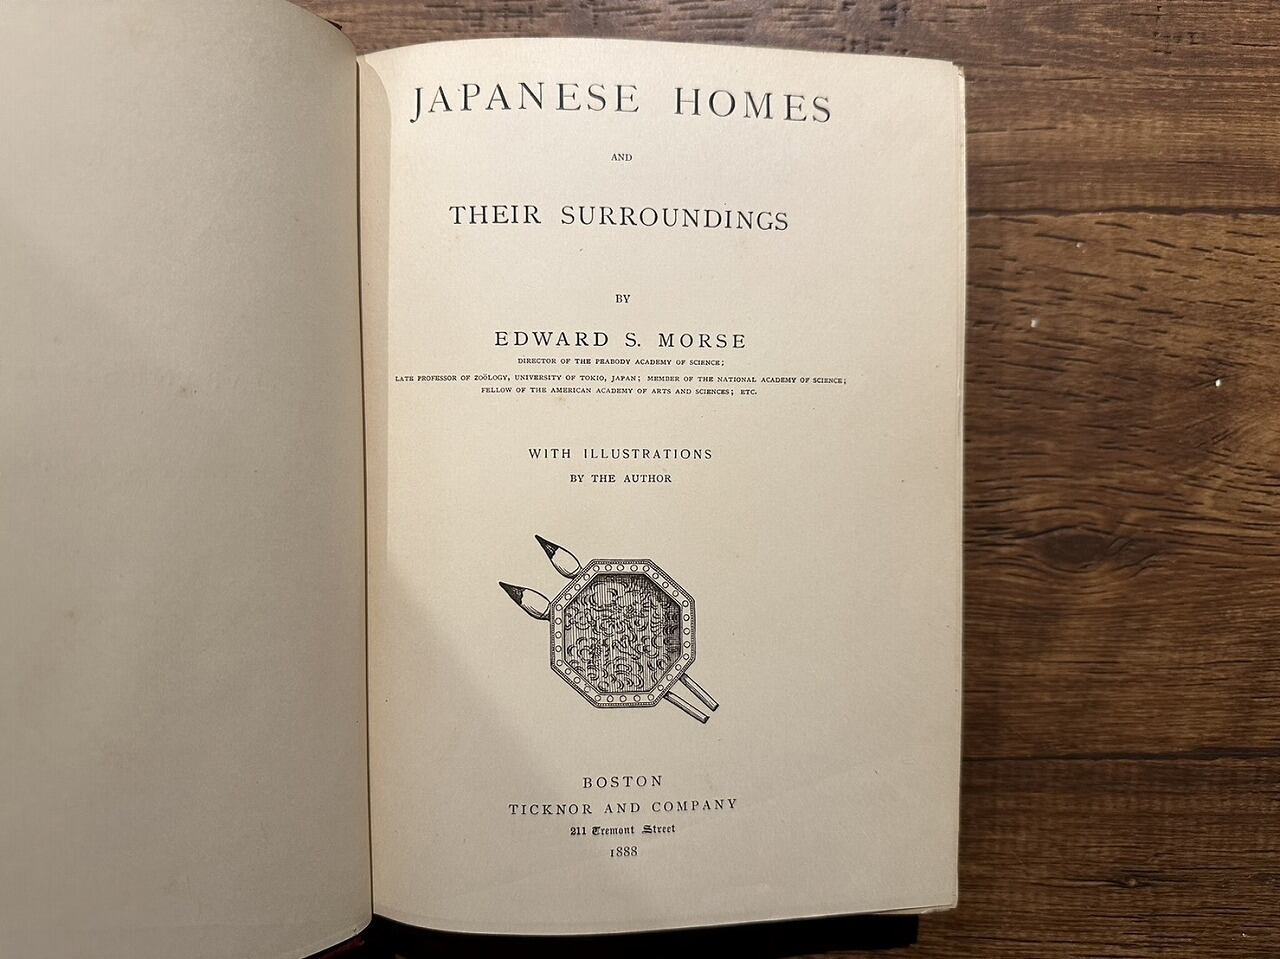 JAPANESE HOMES
AND
THEIR SURROUNDINGS
BY
EDWARD S. MORSE
DIRECTOR OF THE PEABODY ACADEMY OF SCIENCE;
LATE PROFESSOR OF ZOÖLOGY, UNIVERSITY OF TOKIO, JAPAN; MEMBER OF THE NATIONAL ACADEMY OF SCIENCE;
FELLOW OF THE AMERICAN ACADEMY OF ARTS AND SCIENCES; ETC.
WITH ILLUSTRATIONS
BY THE AUTHOR
BOSTON
TICKNOR AND COMPANY
211 Tremont Street
1888